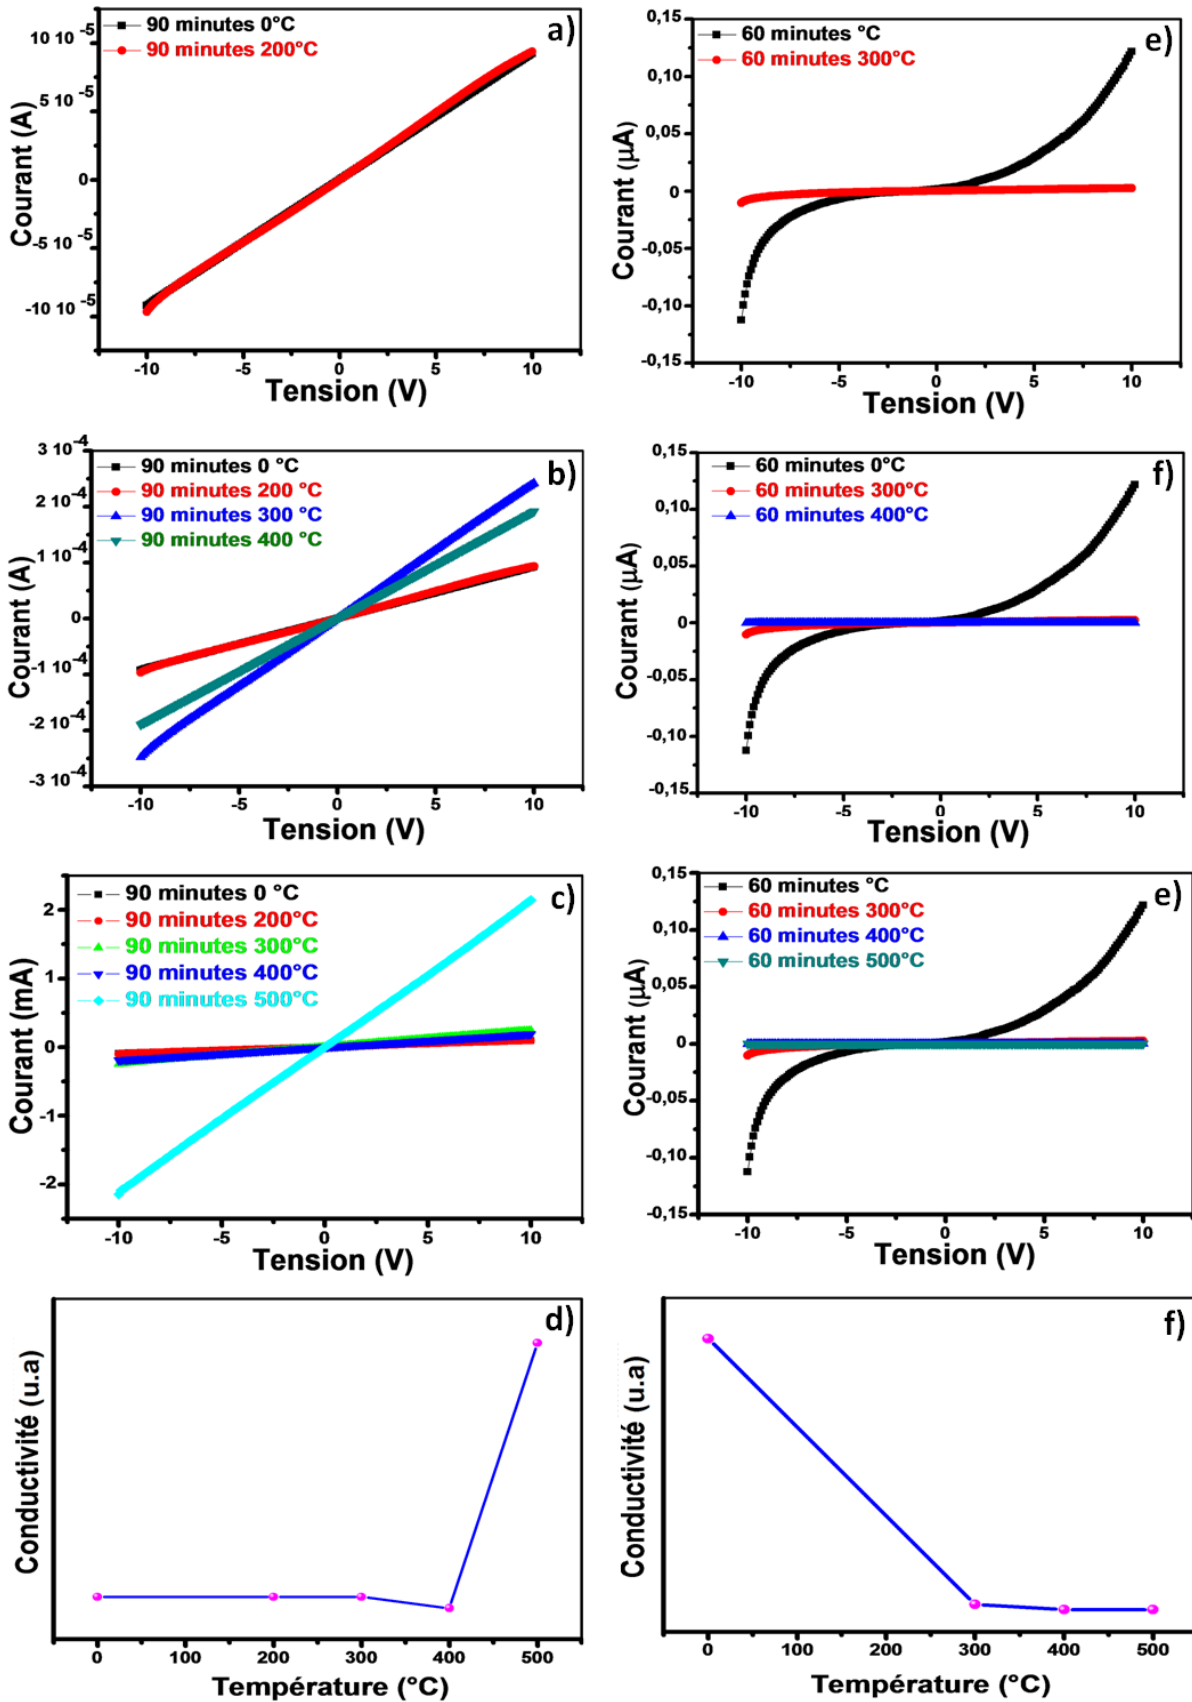 90 minutes 0°C
90 minutes 200°C
a)
10 10 -5
5 10 -5
0
-5 10 -5
-10 10 -5
Courant (A)
-10 -5 0 5 10
Tension (V)
60 minutes °C
60 minutes 300°C
e)
0,15
0,10
0,05
0
-0,05
-0,10
-0,15
Courant (µA)
-10 -5 0 5 10
Tension (V)
90 minutes 0 °C
90 minutes 200 °C
90 minutes 300 °C
90 minutes 400 °C
b)
3 10 -4
2 10 -4
1 10 -4
0
-1 10 -4
-2 10 -4
-3 10 -4
Courant (A)
-10 -5 0 5 10
Tension (V)
60 minutes 0°C
60 minutes 300°C
60 minutes 400°C
f)
0,15
0,10
0,05
0
-0,05
-0,10
-0,15
Courant (µA)
-10 -5 0 5 10
Tension (V)
90 minutes 0 °C
90 minutes 200°C
90 minutes 300°C
90 minutes 400°C
90 minutes 500°C
c)
2
1
0
-1
-2
Courant (mA)
-10 -5 0 5 10
Tension (V)
60 minutes °C
60 minutes 300°C
60 minutes 400°C
60 minutes 500°C
e)
0,15
0,10
0,05
0
-0,05
-0,10
-0,15
Courant (µA)
-10 -5 0 5 10
Tension (V)
d)
Conductivité (u.a)
0 100 200 300 400 500
Température (°C)
f)
Conductivité (u.a)
0 100 200 300 400 500
Température (°C)